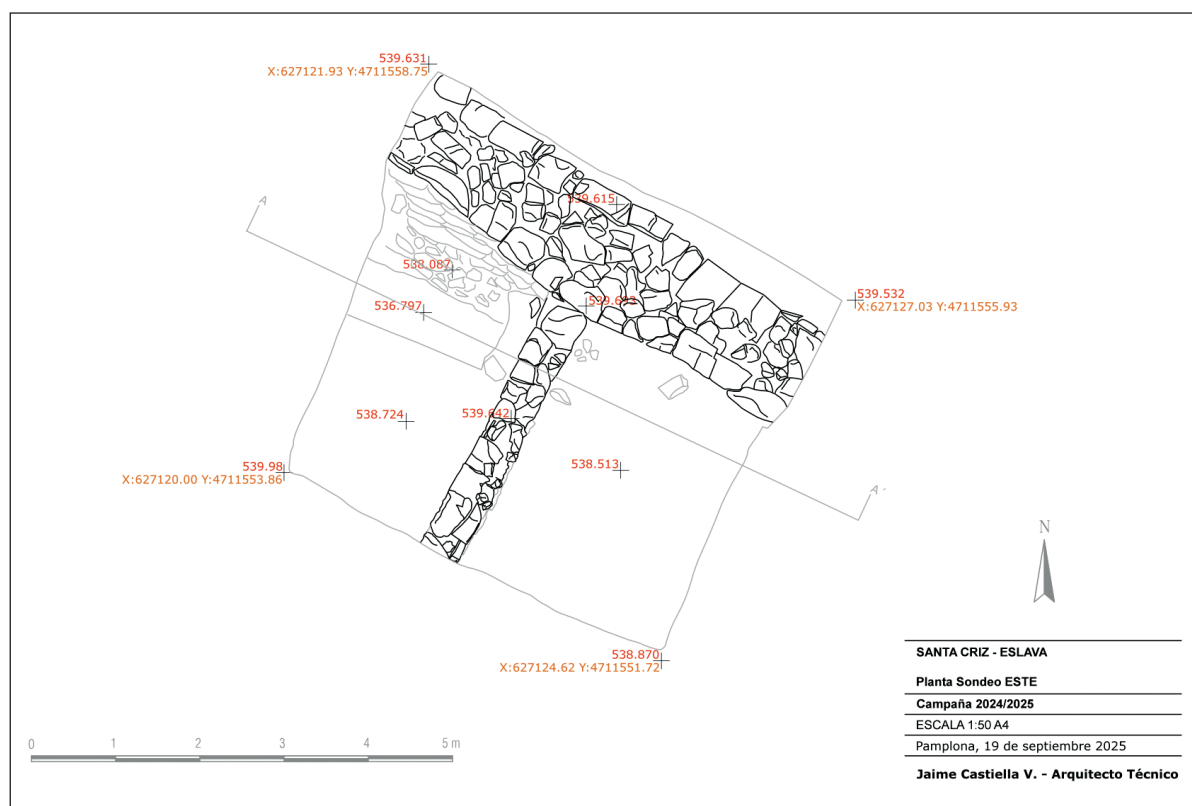 539.631
X:627121.93 Y:4711558.75
A
539.615
538.087
536.797
539.532
X:627127.03 Y:4711555.93
538.724
539.642
538.513
539.98
X:627120.00 Y:4711553.86
A -
N
538.870
X:627124.62 Y:4711551.72
SANTA CRIZ - ESLAVA
Planta Sondeo ESTE
Campaña 2024/2025
ESCALA 1:50 A4
Pamplona, 19 de septiembre 2025
Jaime Castiella V. - Arquitecto Técnico
0 1 2 3 4 5 m